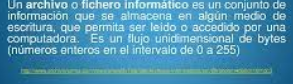 Un archivo o fichero informático es un conjunto de
información que se almacena en algún medio de
escritura, que permita ser leído o accedido por una
computadora. Es un flujo unidimensional de bytes
(números enteros en el intervalo de 0 a 255)